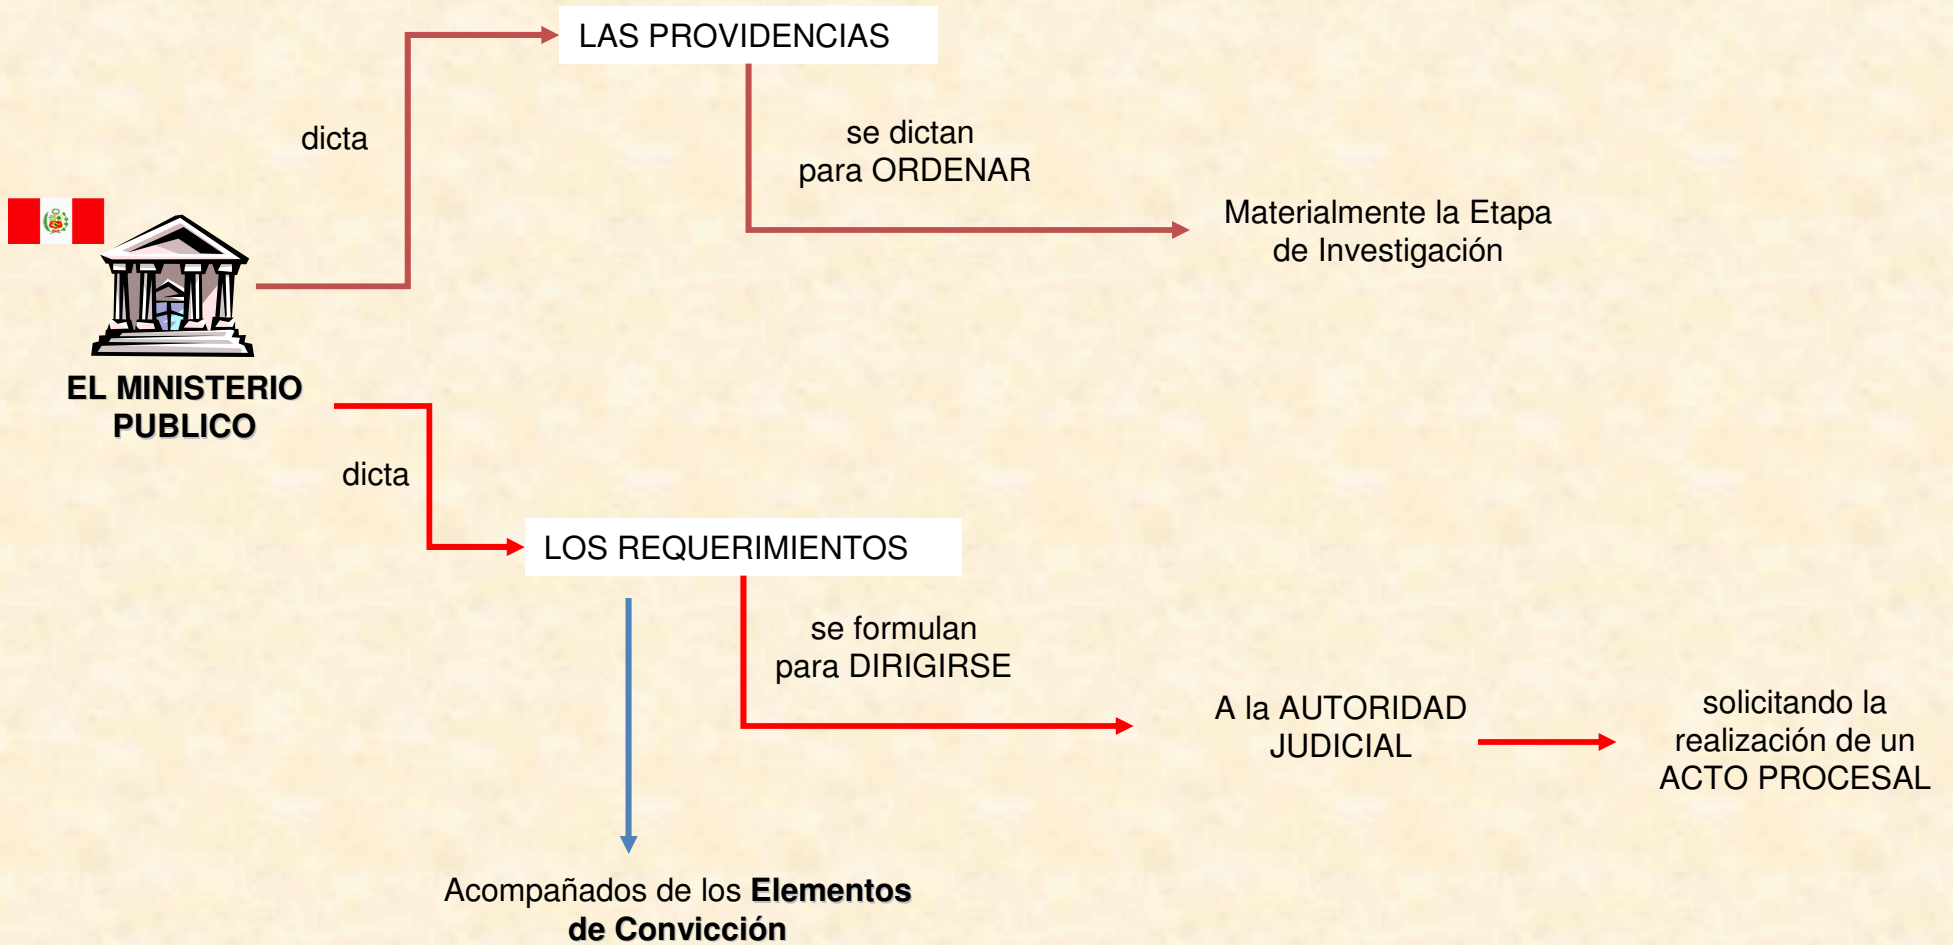 LAS PROVIDENCIAS
dicta
se dictan
para ORDENAR
Materialmente la Etapa
de Investigación
EL MINISTERIO
PUBLICO
dicta
LOS REQUERIMIENTOS
se formulan
para DIRIGIRSE
A la AUTORIDAD
JUDICIAL
solicitando la
realización de un
ACTO PROCESAL
Acompañados de los Elementos
de Convicción